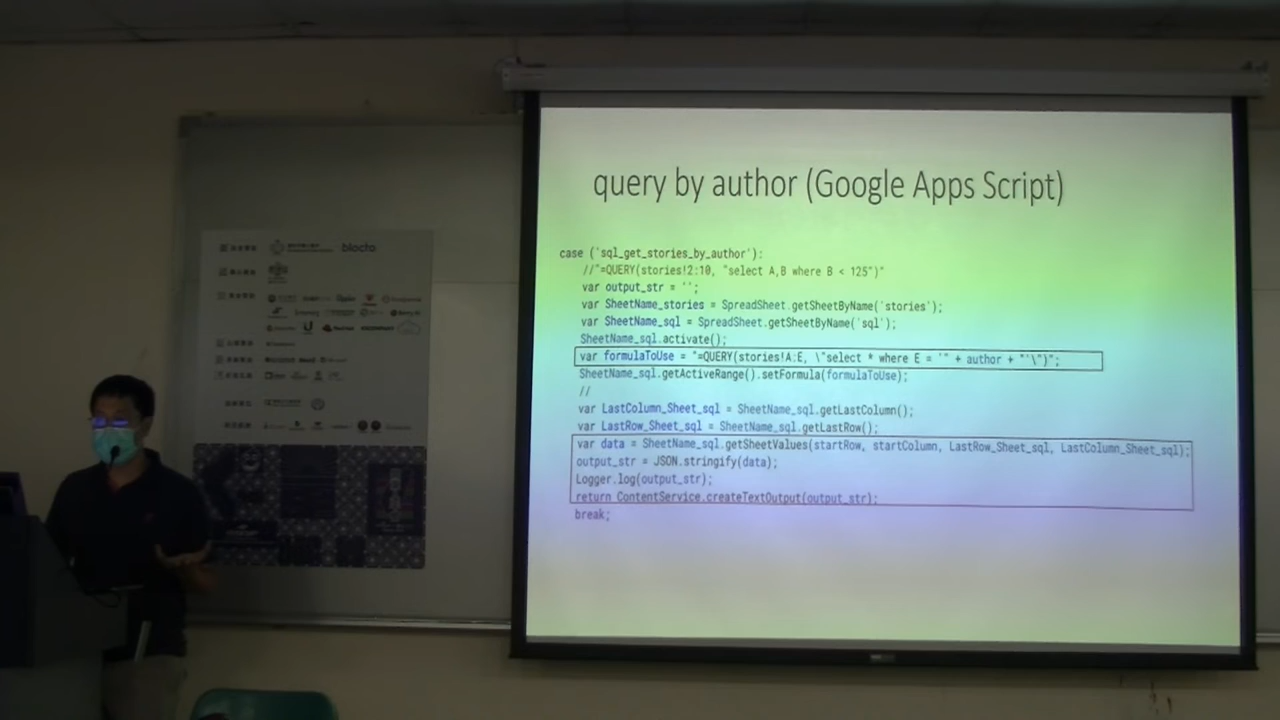 query by author (Google Apps Script)
case ('sql_get_stories_by_author'):
//"=QUERY(stories!2:10, "select A,B where B < 125")"
var output_str = '';
var SheetName_stories = SpreadSheet.getSheetByName('stories');
var SheetName_sql = SpreadSheet.getSheetByName('sql');
SheetName_sql.activate();
var formulaToUse = "=QUERY(stories!A:E, \"select * where E = '" + author + "'\")";
SheetName_sql.getActiveRange().setFormula(formulaToUse);
//
var LastColumn_Sheet_sql = SheetName_sql.getLastColumn();
var LastRow_Sheet_sql = SheetName_sql.getLastRow();
var data = SheetName_sql.getSheetValues(startRow, startColumn, LastRow_Sheet_sql, LastColumn_Sheet_sql);
output_str = JSON.stringify(data);
Logger.log(output_str);
return ContentService.createTextOutput(output_str);
break;
blocto